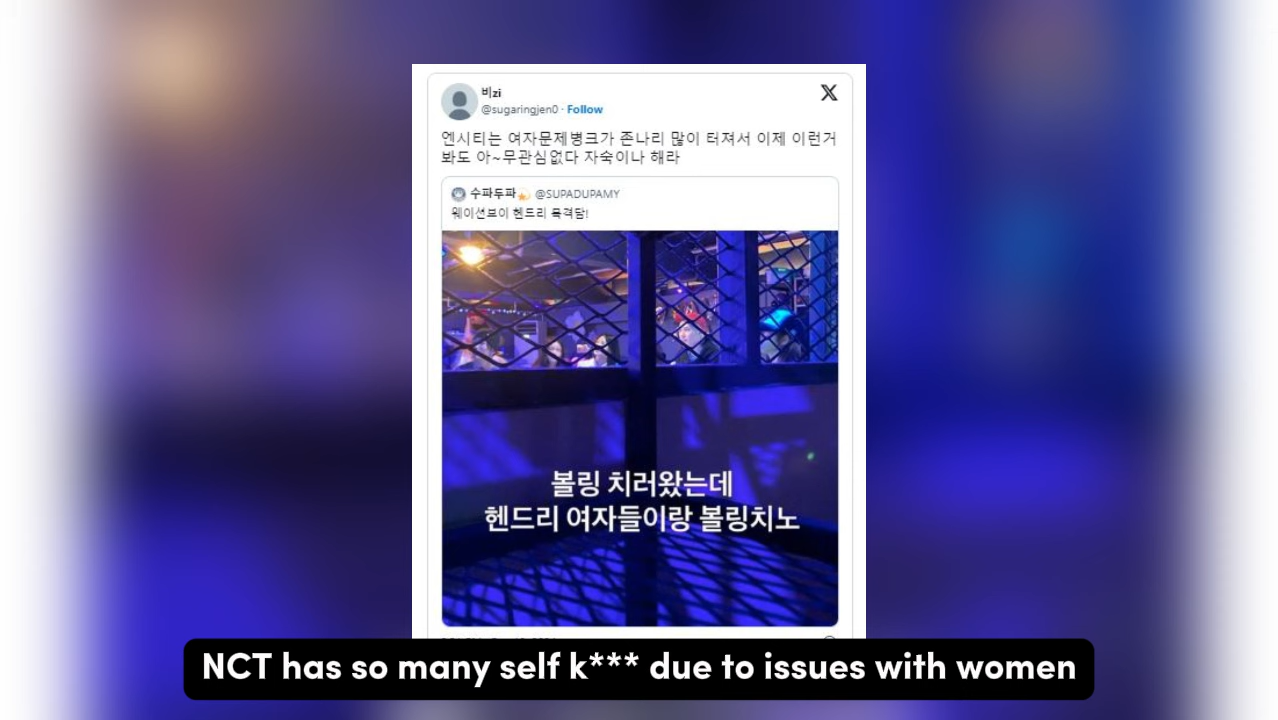 비zi
@sugaringjen0 · Follow
엔시티는 여자문제병크가 존나리 많이 터져서 이제 이런거
봐도 아~무관심없다 자숙이나 해라
수파두파 @SUPADUPAMY
웨이션브이 헨드리 목격담!
볼링 치러왔는데
헨드리 여자들이랑 볼링치노
NCT has so many self k*** due to issues with women